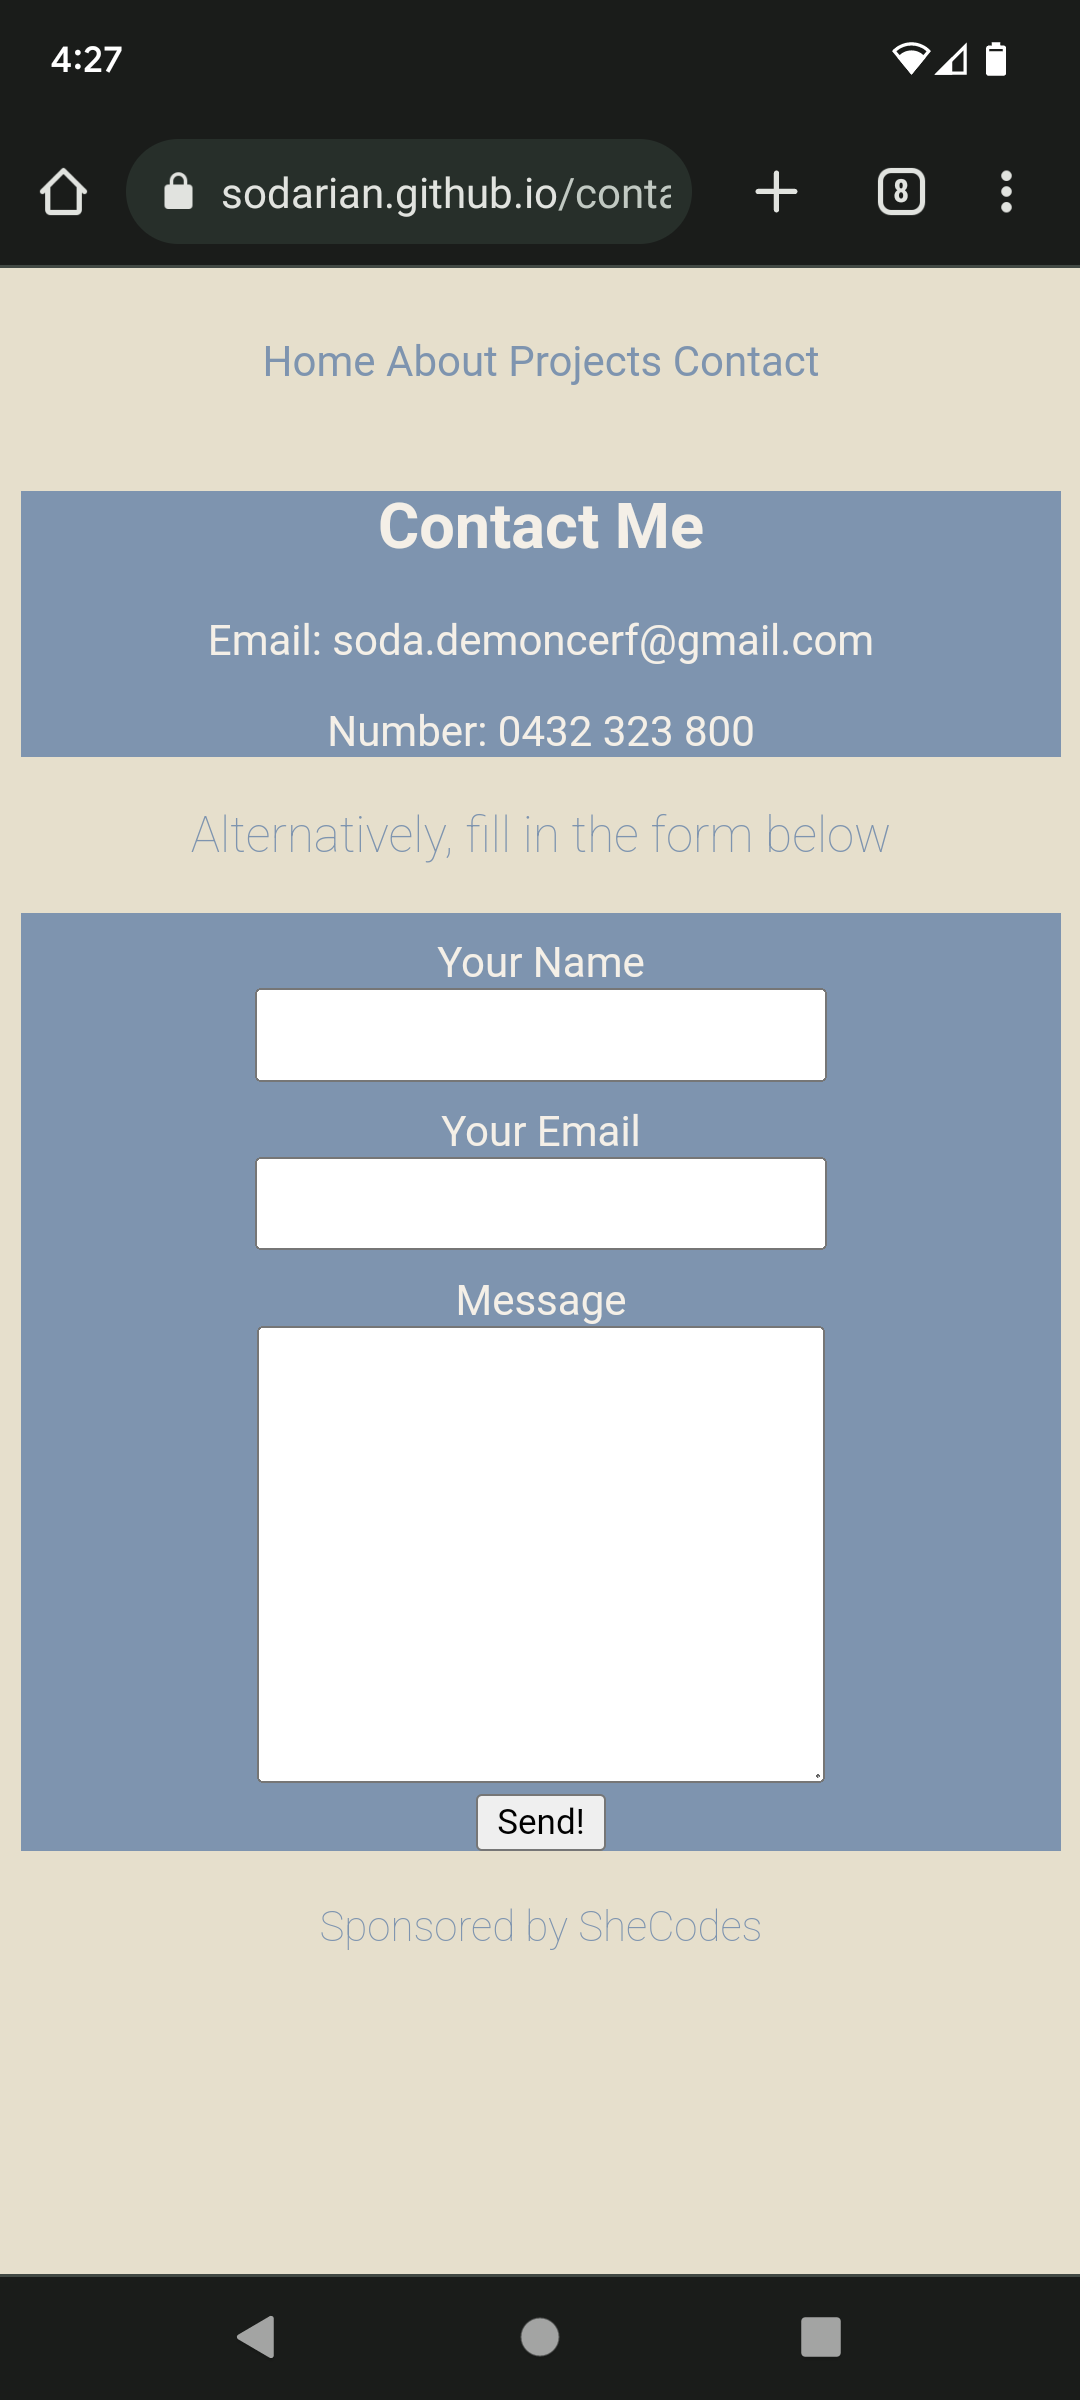 4:27
sodarian.github.io/conta
8
Home About Projects Contact
Contact Me
Email: soda.demoncerf@gmail.com
Number: 0432 323 800
Alternatively, fill in the form below
Your Name
Your Email
Message
Send!
Sponsored by SheCodes